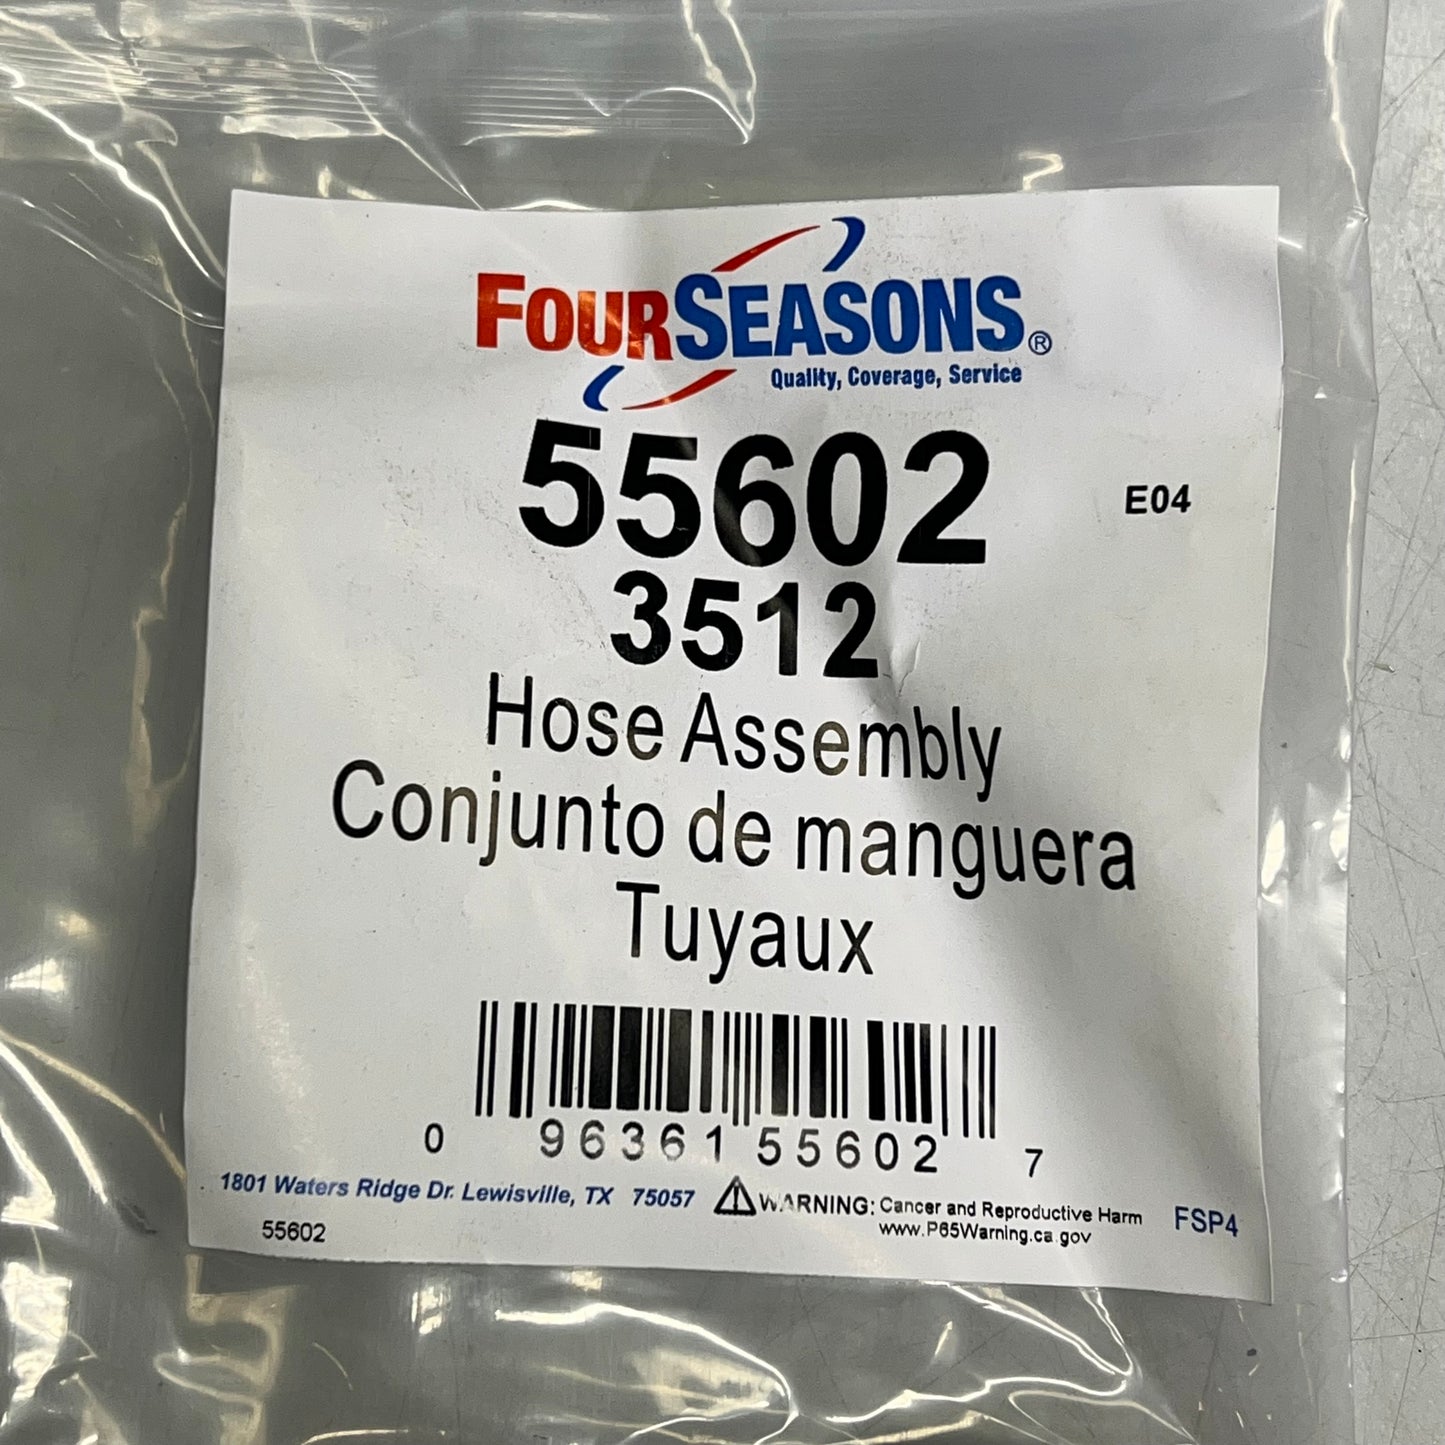 FOURSEASONS®
Quality, Coverage, Service
55602
E04
3512
Hose Assembly
Conjunto de manguera
Tuyaux
0 96361 55602 7
1801 Waters Ridge Dr. Lewisville, TX 75057
⚠WARNING: Cancer and Reproductive Harm
www.P65Warning.ca.gov
FSP4
55602